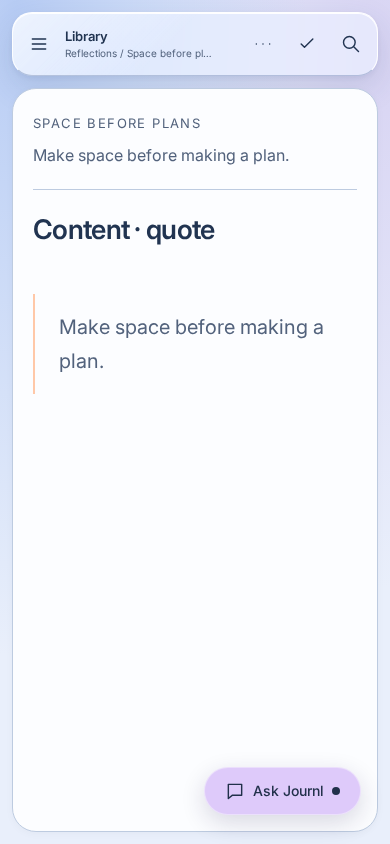 Library
Reflections / Space before pl...
SPACE BEFORE PLANS
Make space before making a plan.
Content · quote
Make space before making a
plan.
Ask Journl